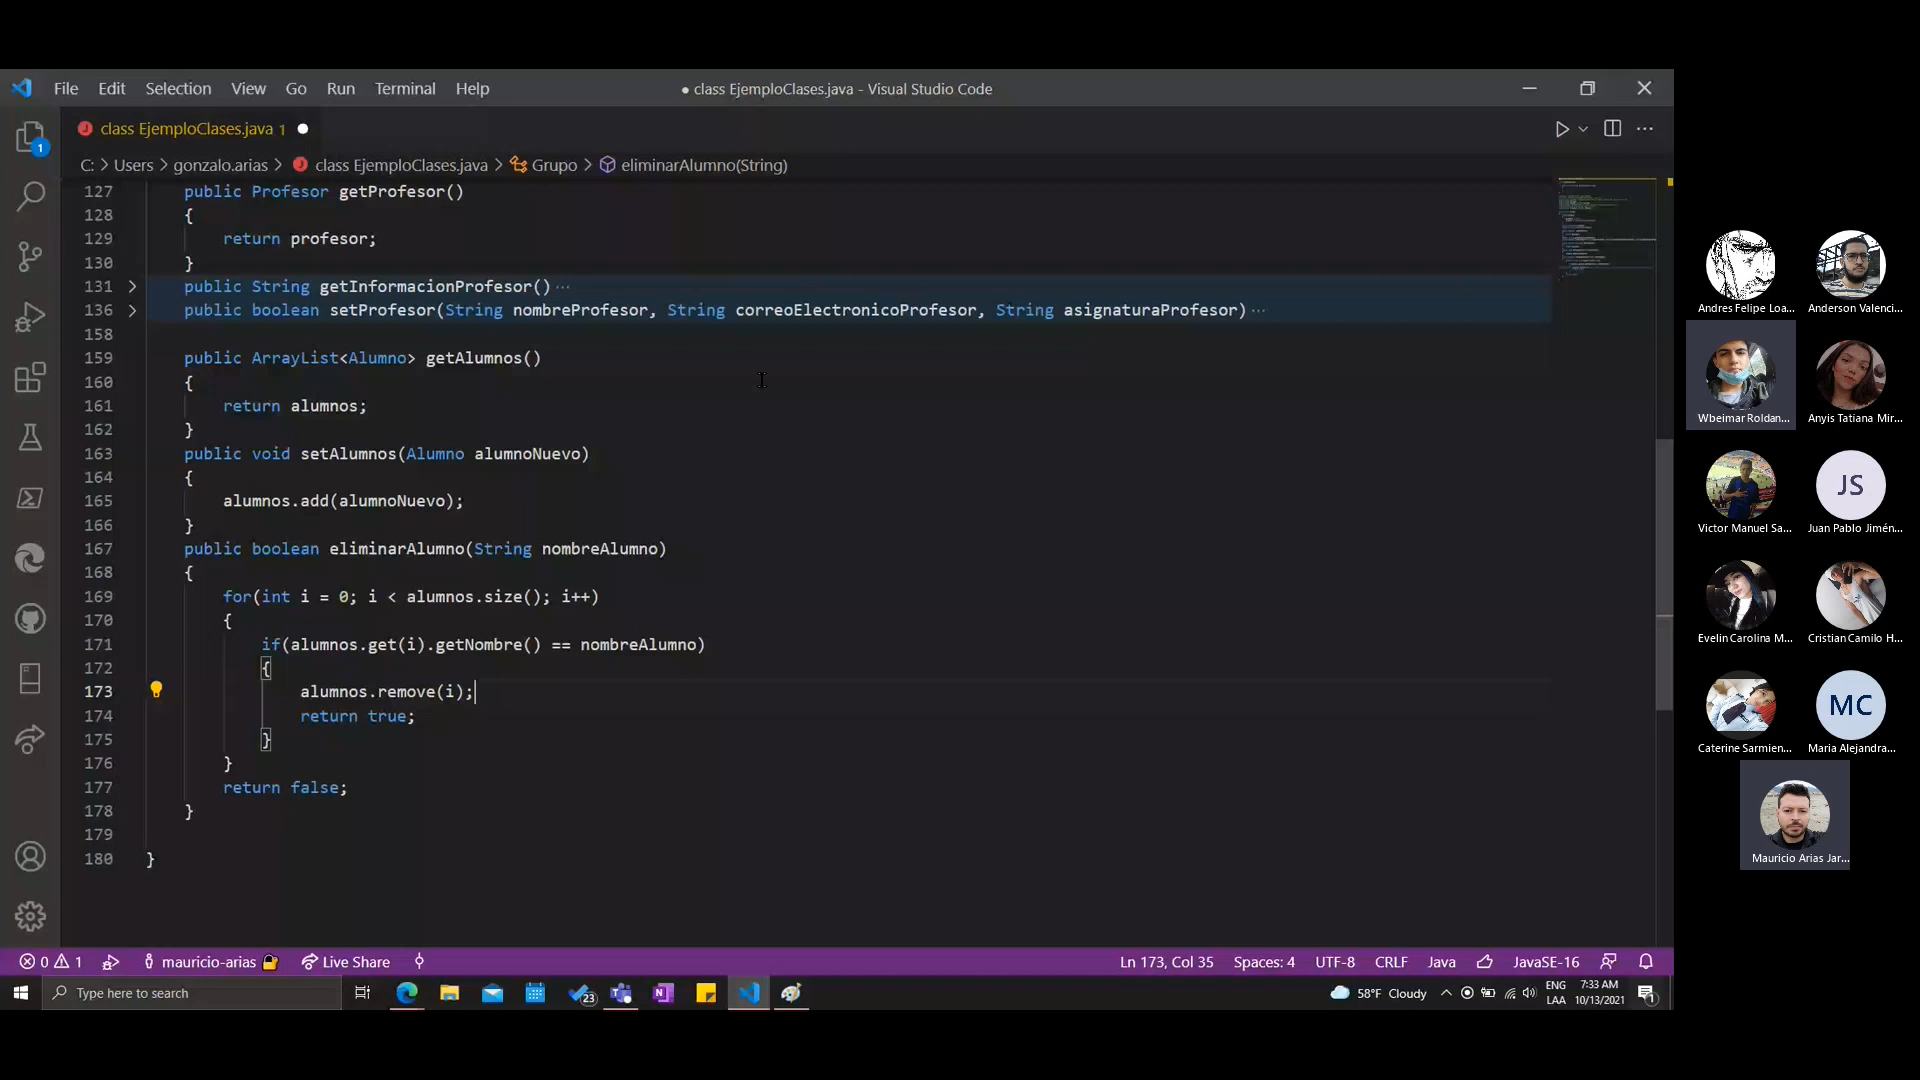 File Edit Selection View Go Run Terminal Help
● class EjemploClases.java - Visual Studio Code
class EjemploClases.java 1
C: > Users > gonzalo.arias > class EjemploClases.java > Grupo > eliminarAlumno(String)
127 public Profesor getProfesor()
128 {
129 return profesor;
130 }
131 public String getInformacionProfesor() ...
136 public boolean setProfesor(String nombreProfesor, String correoElectronicoProfesor, String asignaturaProfesor) ...
158
159 public ArrayList<Alumno> getAlumnos()
160 {
161 return alumnos;
162 }
163 public void setAlumnos(Alumno alumnoNuevo)
164 {
165 alumnos.add(alumnoNuevo);
166 }
167 public boolean eliminarAlumno(String nombreAlumno)
168 {
169 for(int i = 0; i < alumnos.size(); i++)
170 {
171 if(alumnos.get(i).getNombre() == nombreAlumno)
172 {
173 alumnos.remove(i);
174 return true;
175 }
176 }
177 return false;
178 }
179
180 }
1
0 1 mauricio-arias Live Share
Ln 173, Col 35 Spaces: 4 UTF-8 CRLF Java JavaSE-16
Type here to search
23
58°F Cloudy
ENG
LAA
7:33 AM
10/13/2021
1
Andres Felipe Loa...
Anderson Valenci...
Wbeimar Roldan...
Anyis Tatiana Mir...
Victor Manuel Sa...
JS
Juan Pablo Jimén...
Evelin Carolina M...
Cristian Camilo H...
Caterine Sarmien...
MC
Maria Alejandra...
Mauricio Arias Jar...